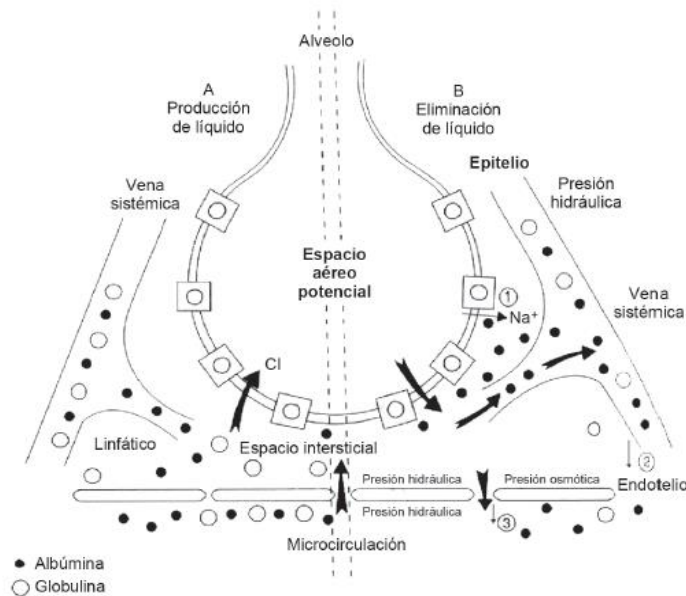 Alveolo
A
Producción
de líquido
B
Eliminación
de líquido
Epitelio
Vena
sistémica
Presión
hidráulica
Espacio
aéreo
potencial
1
Na+
Vena
sistémica
Cl
Linfático
Espacio intersticial
2
Presión hidráulica
Presión osmótica
Endotelio
Presión hidráulica
3
Microcirculación
Albúmina
Globulina